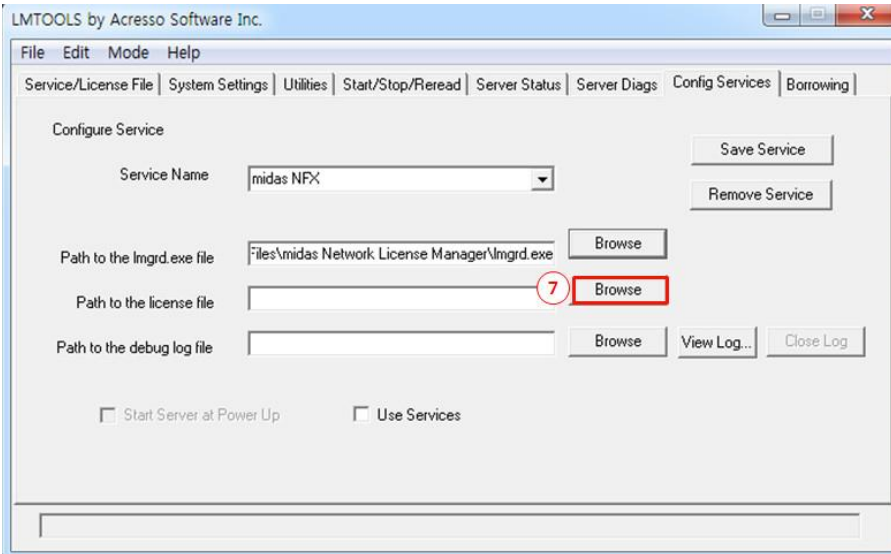 LMTOOLS by Acresso Software Inc.
File Edit Mode Help
Service/License File System Settings Utilities Start/Stop/Reread Server Status Server Diags Config Services Borrowing
Configure Service
Save Service
Service Name midas NFX
Remove Service
Path to the lmgrd.exe file Files\midas Network License Manager\lmgrd.exe Browse
Path to the license file 7 Browse
Path to the debug log file Browse View Log... Close Log
Start Server at Power Up Use Services